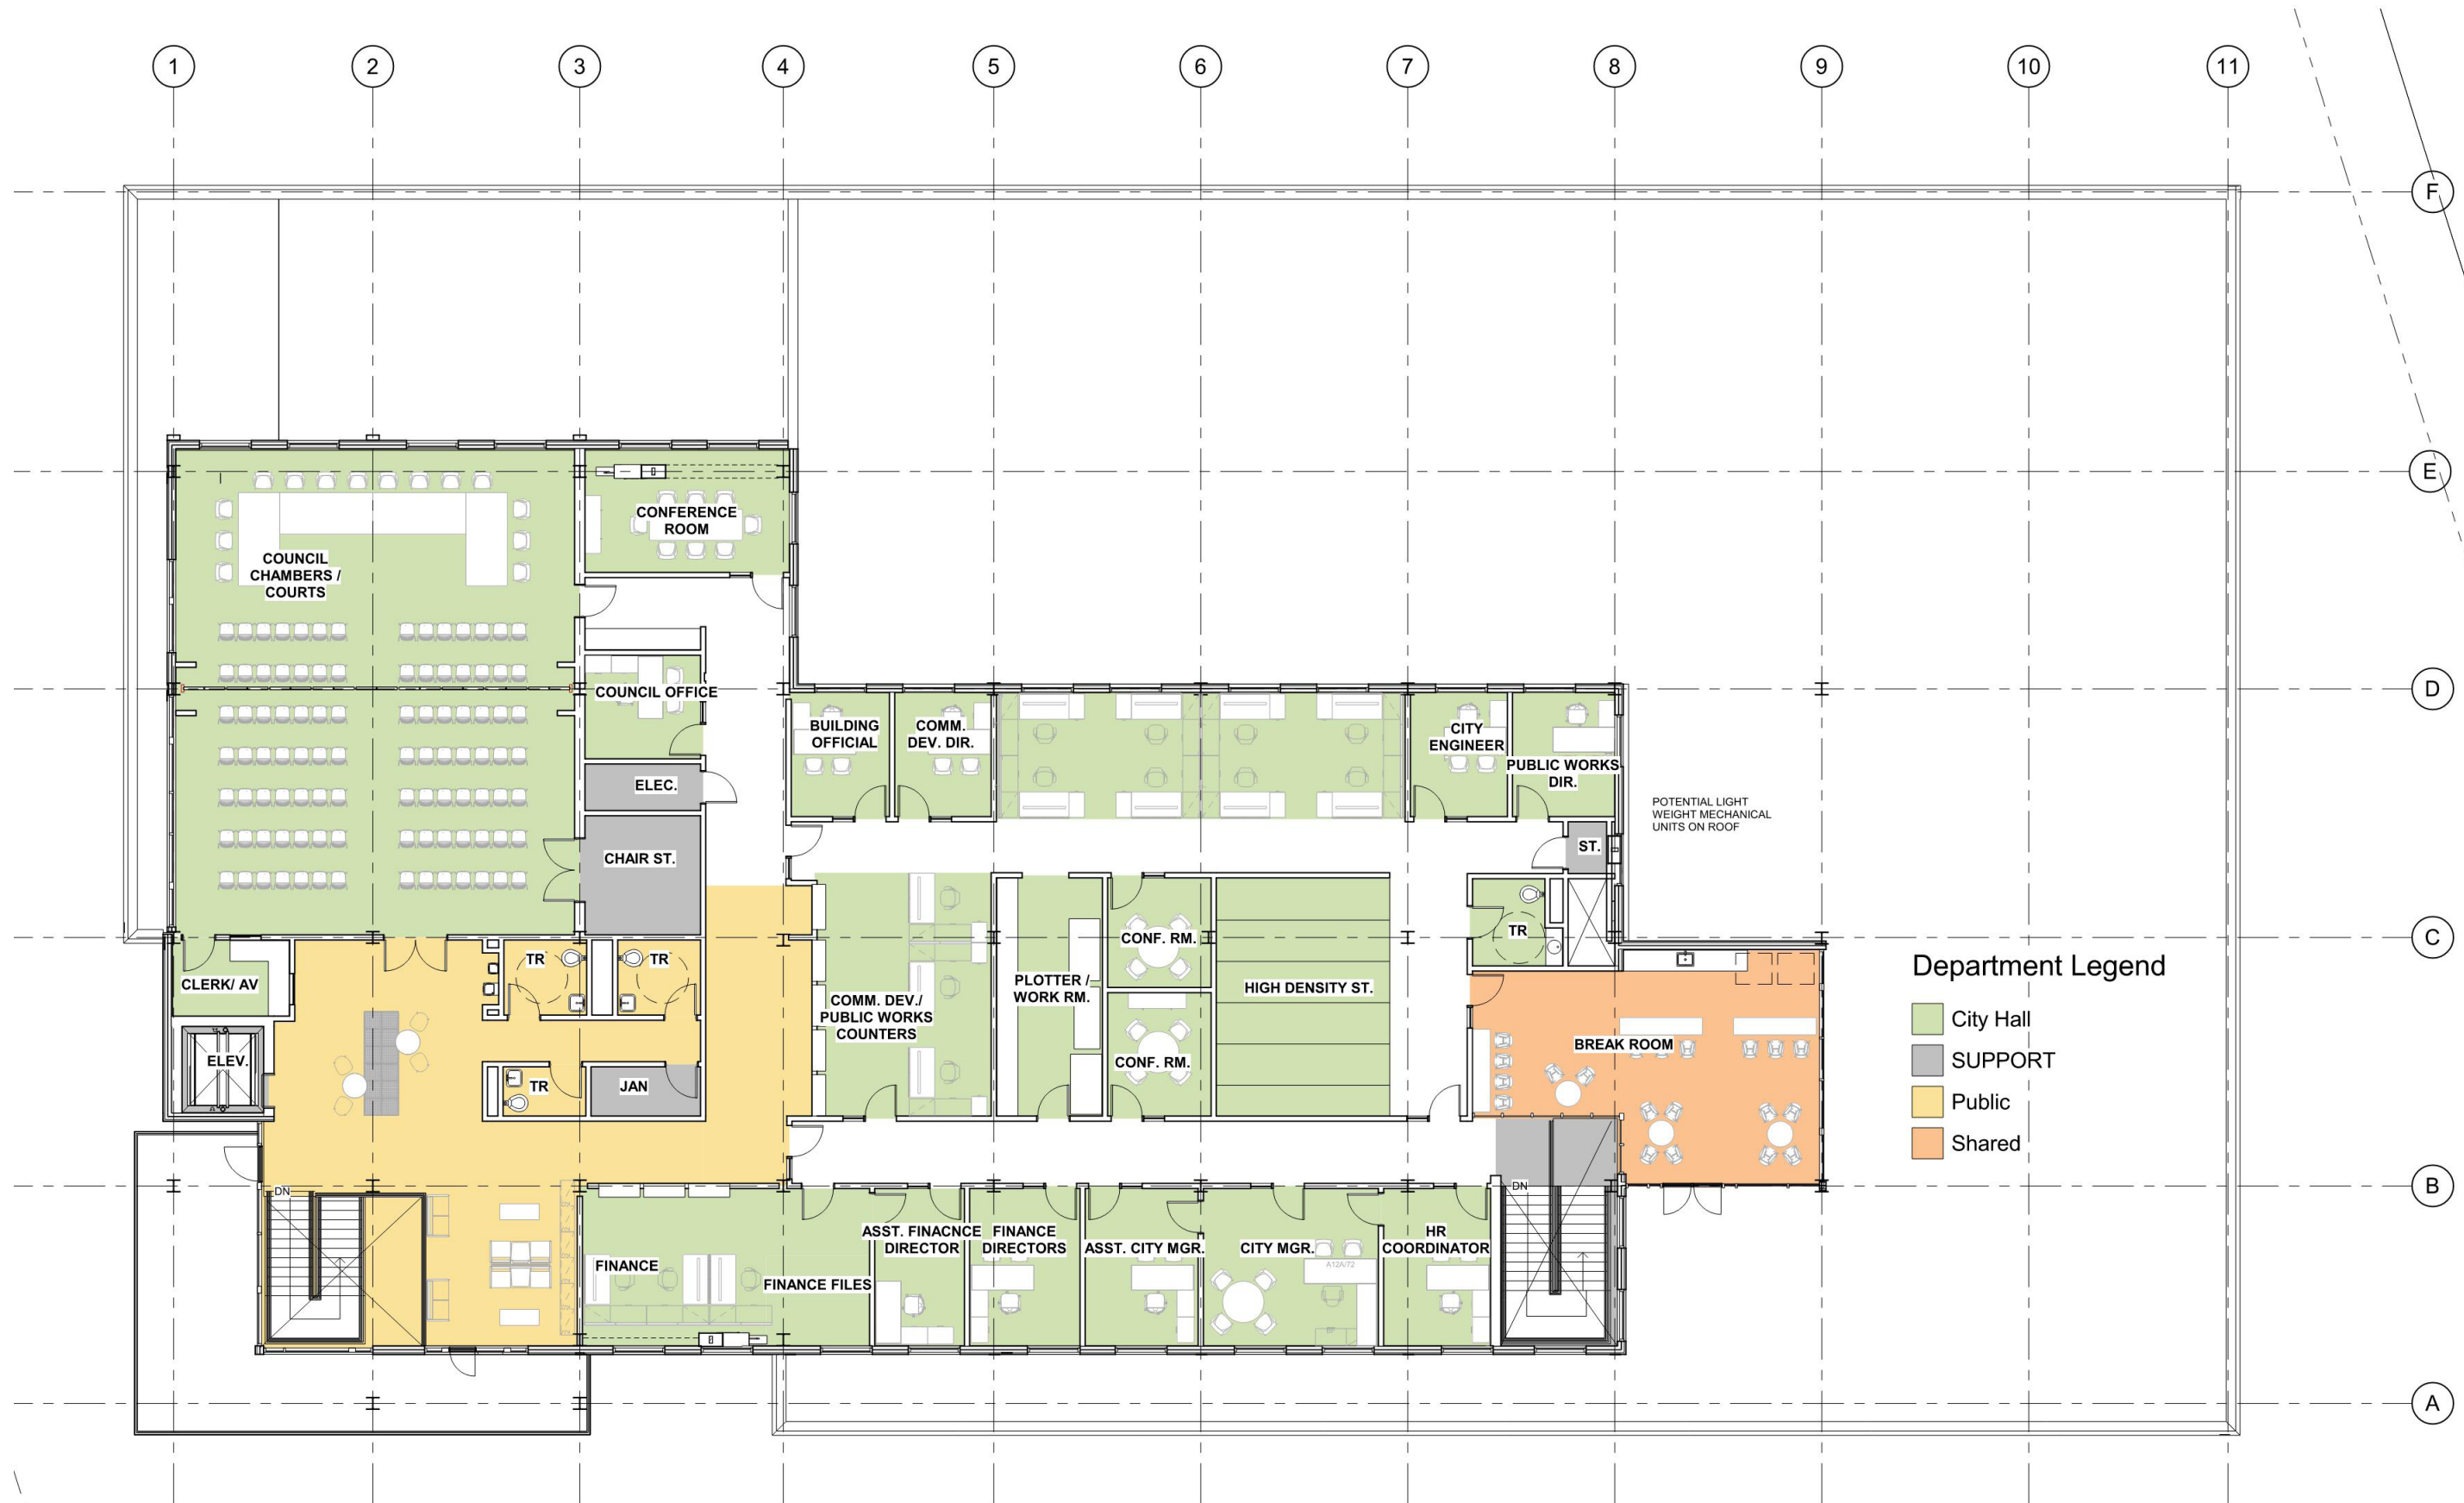 1
2
3
4
5
6
7
8
9
10
11
F
E
D
C
B
A
CONFERENCE
ROOM
COUNCIL
CHAMBERS /
COURTS
COUNCIL OFFICE
BUILDING
OFFICIAL
COMM.
DEV. DIR.
CITY
ENGINEER
PUBLIC WORKS
DIR.
ELEC.
POTENTIAL LIGHT
WEIGHT MECHANICAL
UNITS ON ROOF
CHAIR ST.
ST.
CLERK/ AV
TR
TR
CONF. RM.
TR
PLOTTER /
WORK RM.
HIGH DENSITY ST.
COMM. DEV./
PUBLIC WORKS
COUNTERS
ELEV.
TR
JAN
CONF. RM.
BREAK ROOM
Department Legend
City Hall
SUPPORT
Public
Shared
DN
DN
FINANCE
FINANCE FILES
ASST. FINACNCE
DIRECTOR
FINANCE
DIRECTORS
ASST. CITY MGR.
CITY MGR.
A12A/72
HR
COORDINATOR